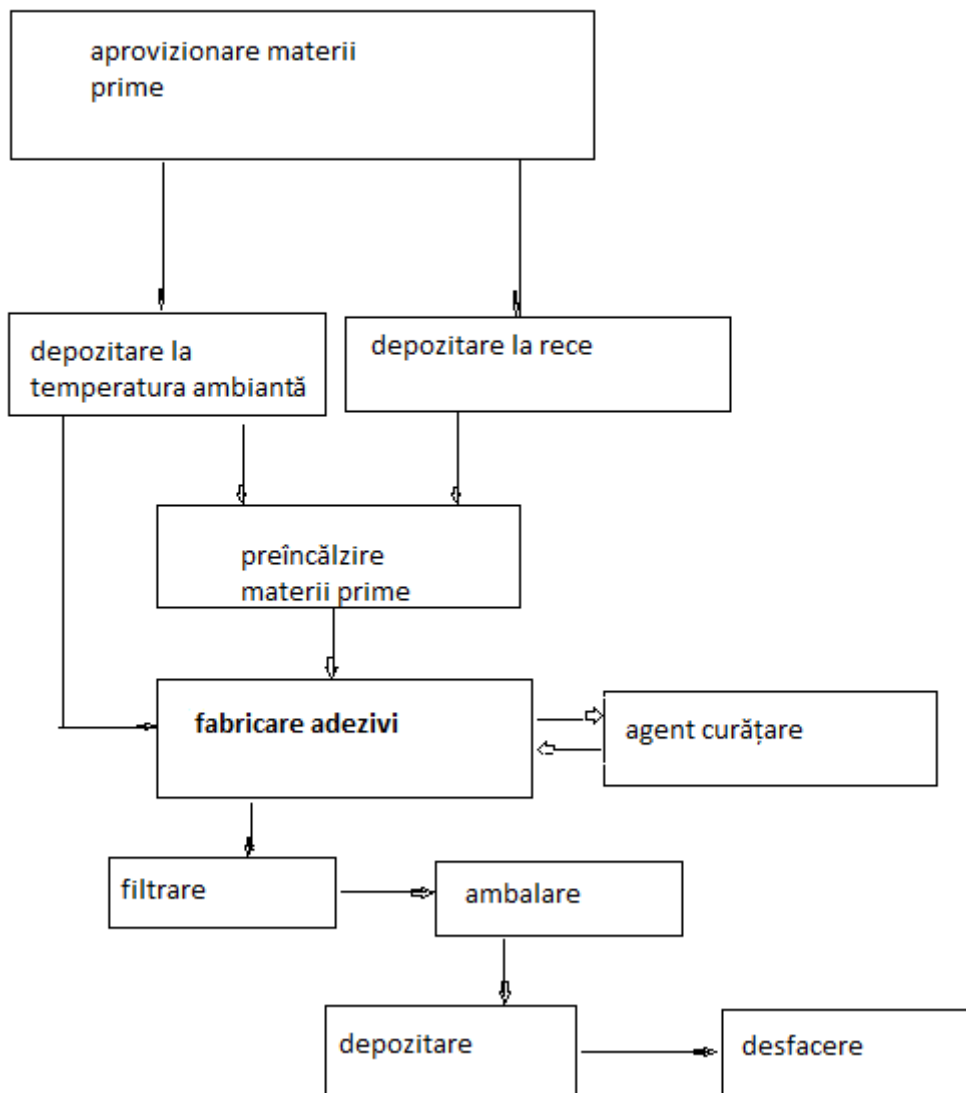 aprovizionare materii
prime
depozitare la
temperatura ambiantă
depozitare la rece
preîncălzire
materii prime
fabricare adezivi
agent curățare
filtrare
ambalare
depozitare
desfacere